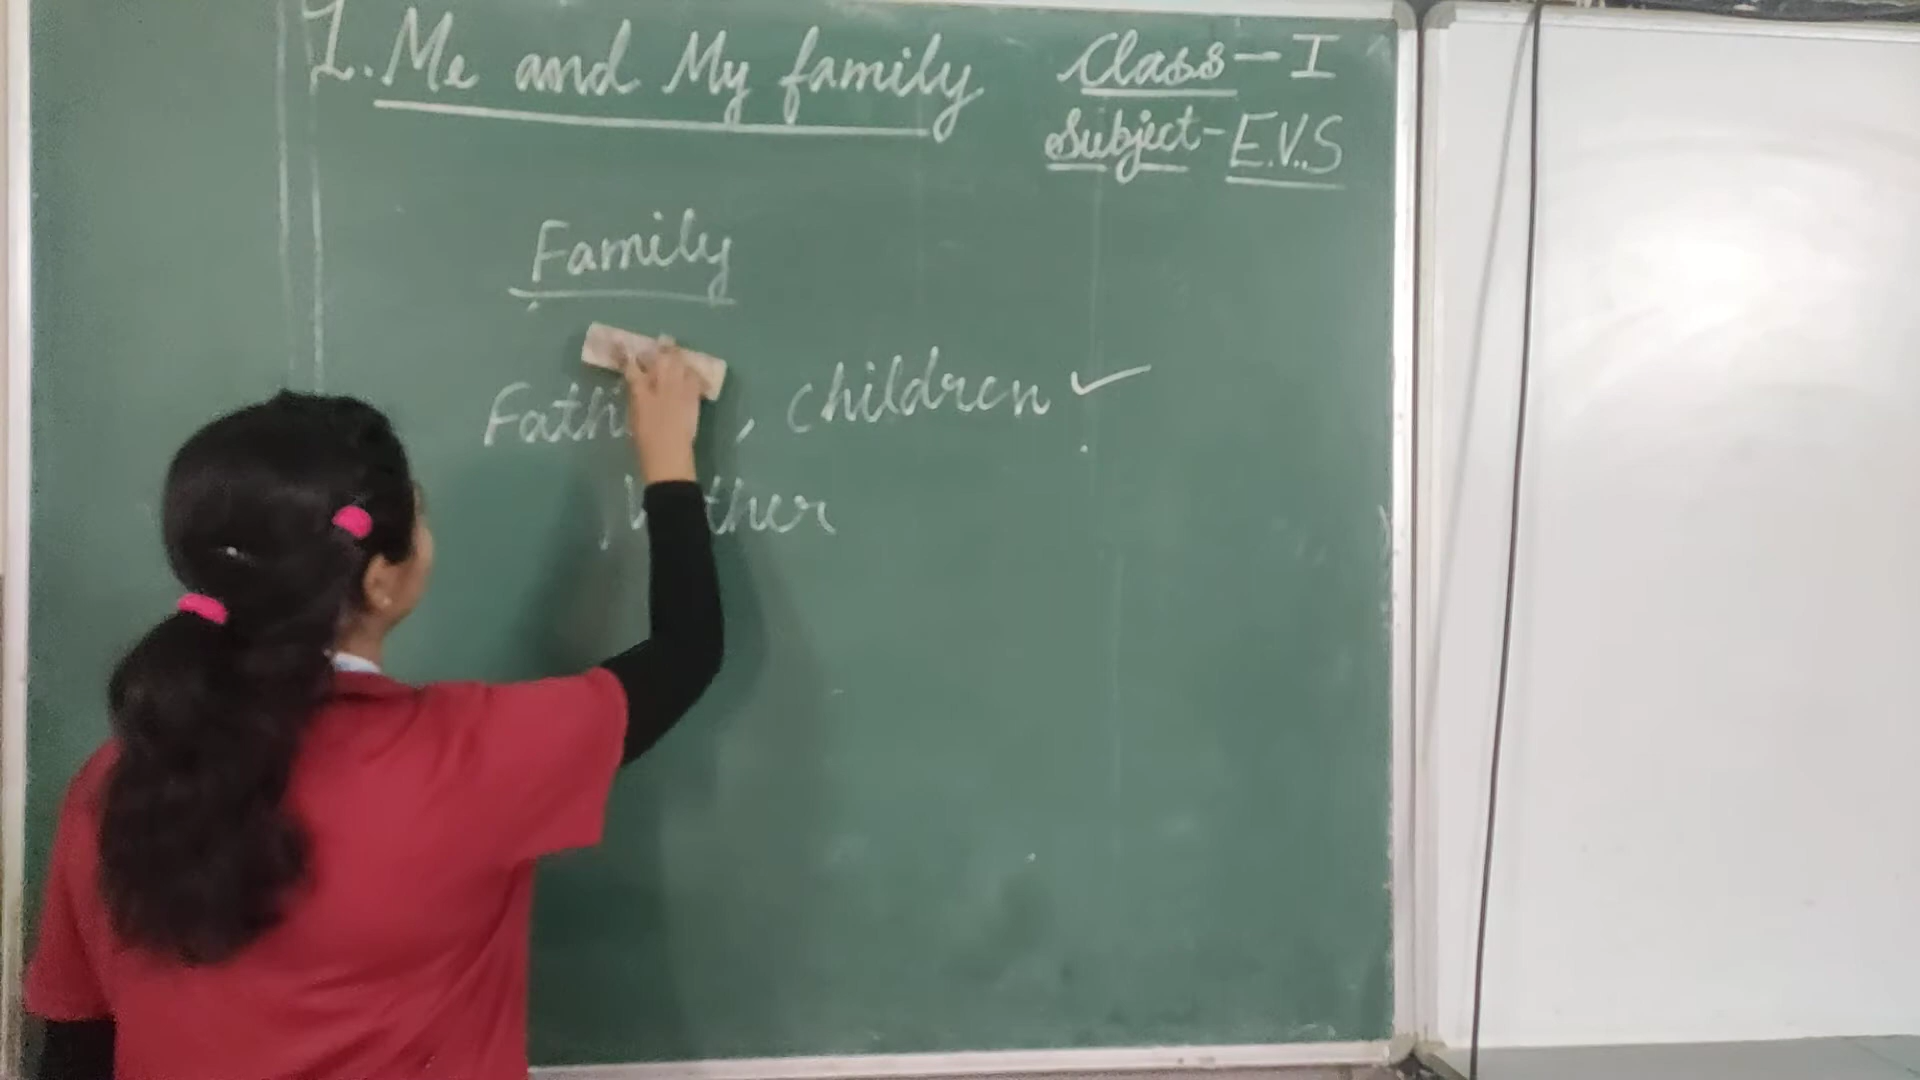 1. Me and My family
Class - I
Subject - E.V.S
Family
, children ✓
,